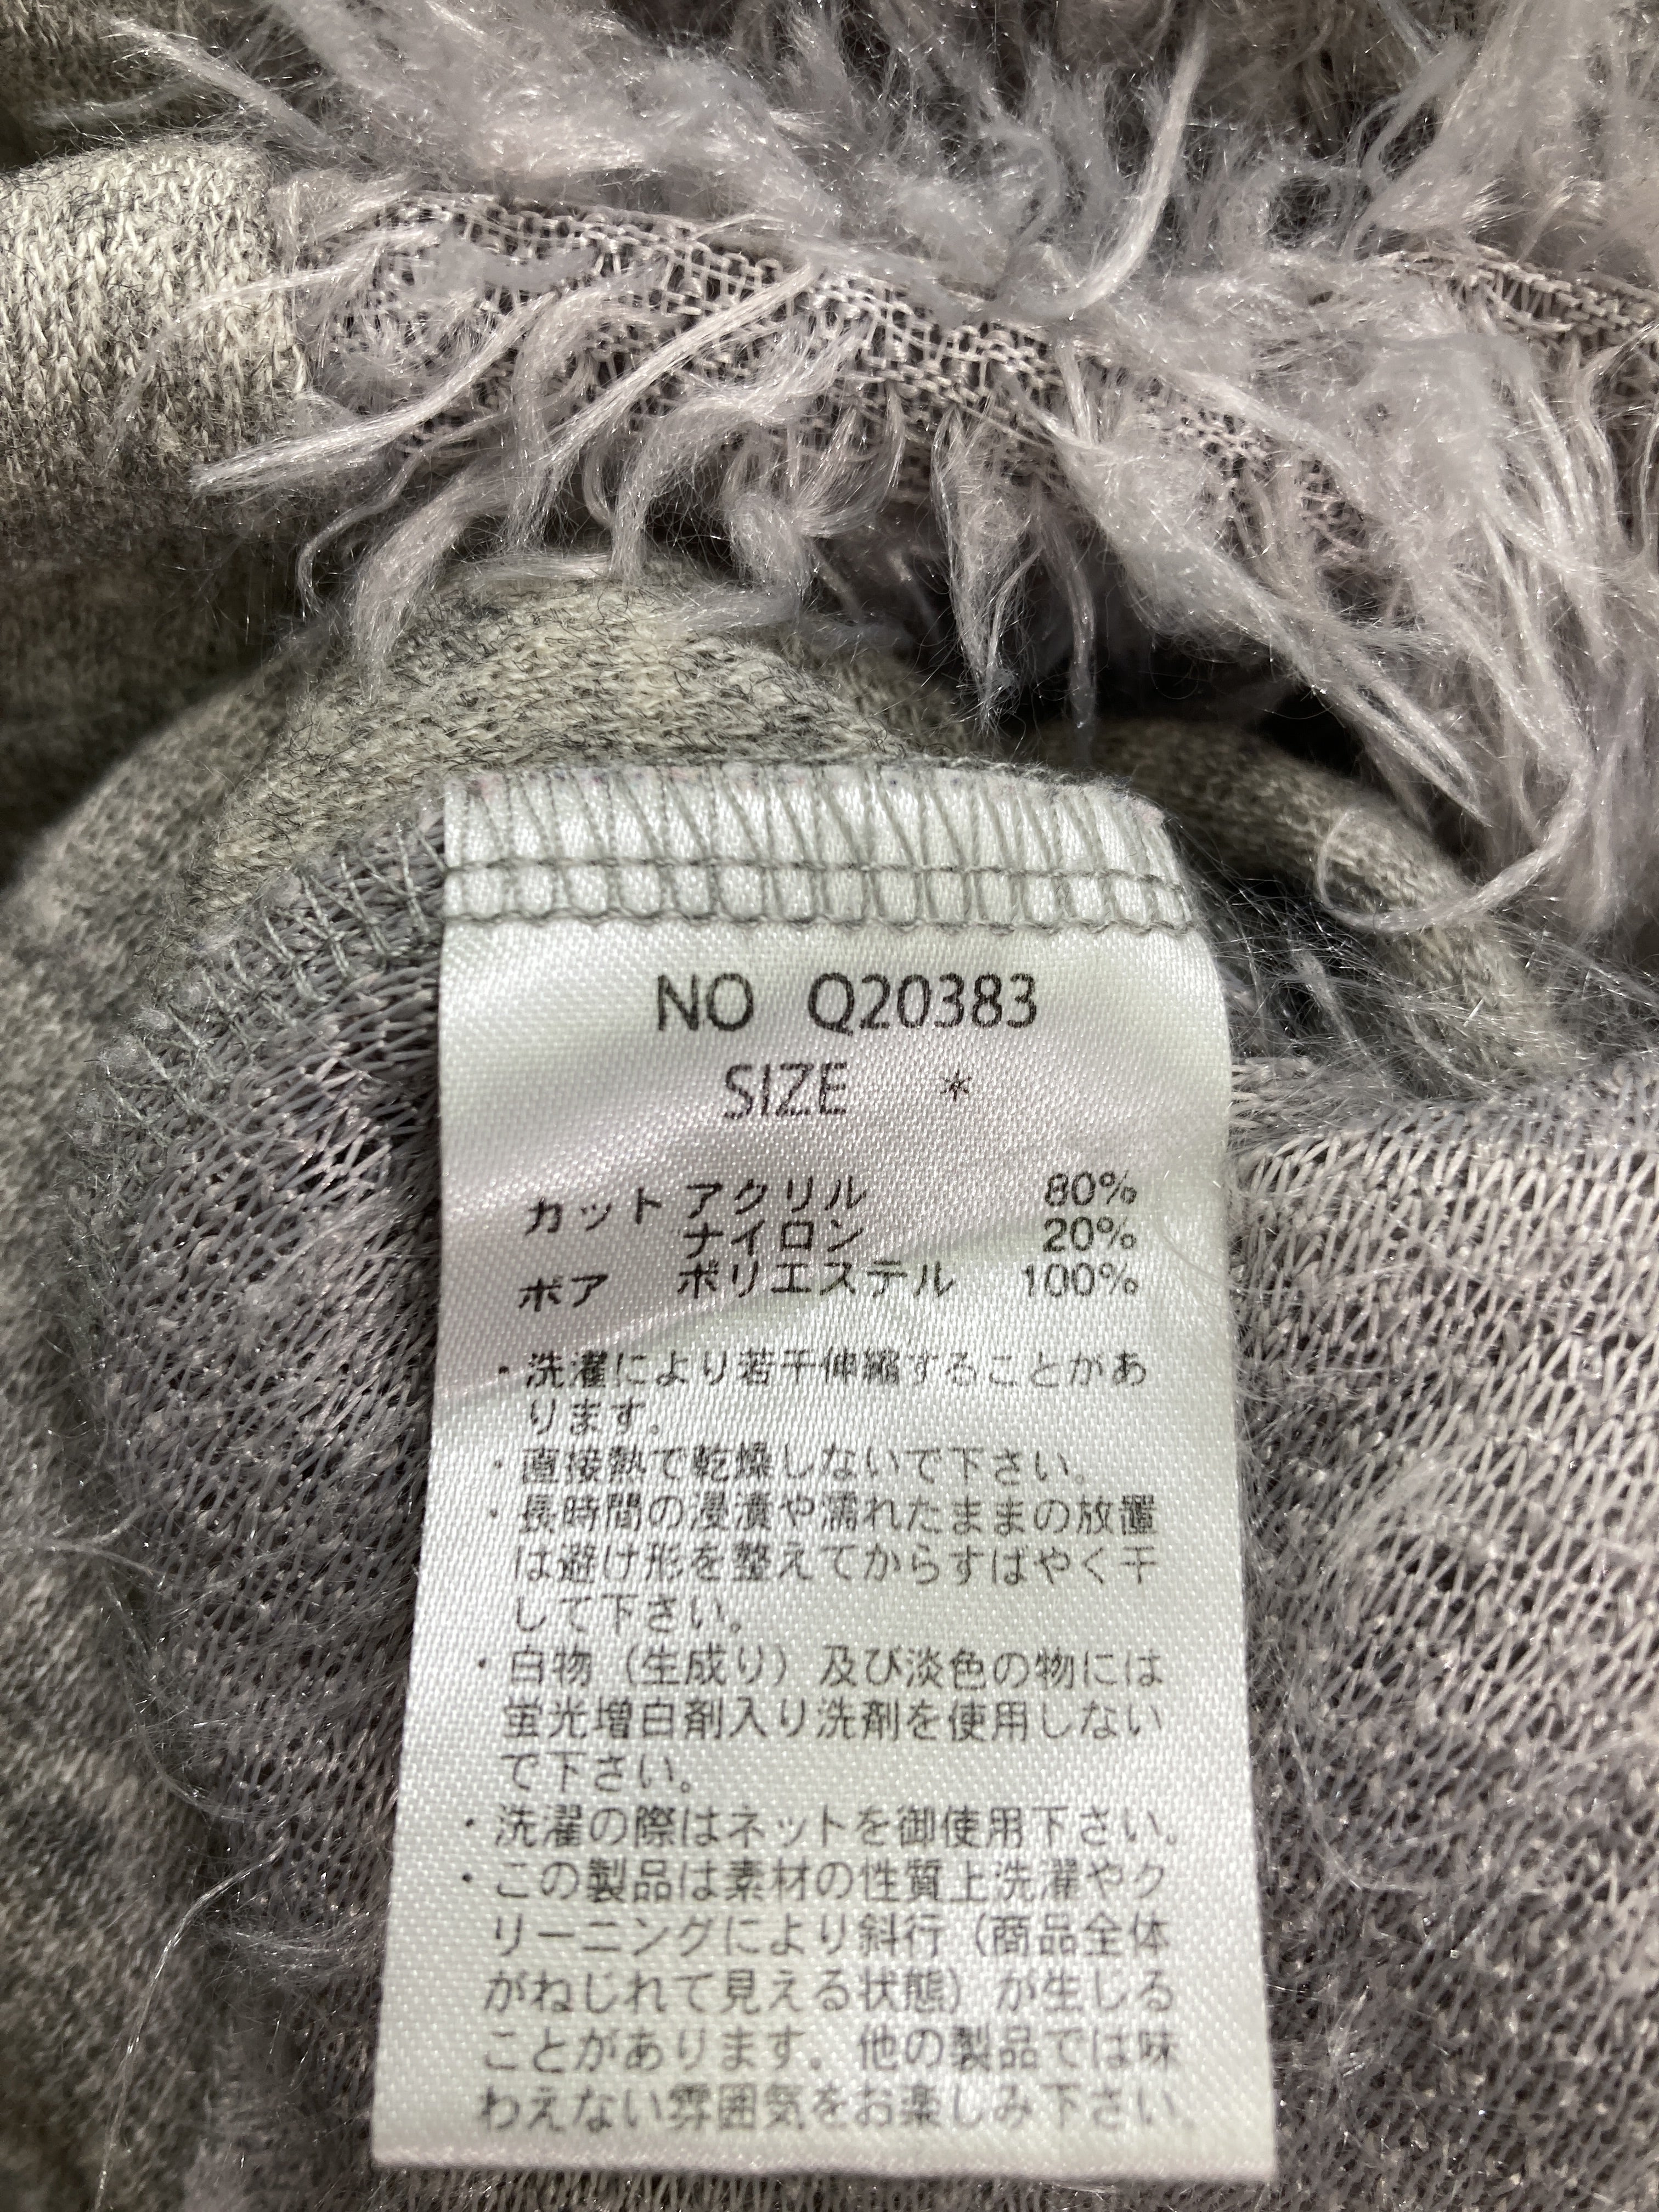 NO Q20383
SIZE *
カット アクリル 80%
ナイロン 20%
ボア ポリエステル 100%
・洗濯により若干伸縮することがあ
ります。
・直接熱で乾燥しないで下さい。
・長時間の浸漬や濡れたままの放置
は避け形を整えてからすばやく干
して下さい。
・白物（生成り）及び淡色の物には
蛍光増白剤入り洗剤を使用しない
で下さい。
・洗濯の際はネットを御使用下さい。
・この製品は素材の性質上洗濯やク
リーニングにより斜行（商品全体
がねじれて見える状態）が生じる
ことがあります。他の製品では味
わえない雰囲気をお楽しみ下さい。